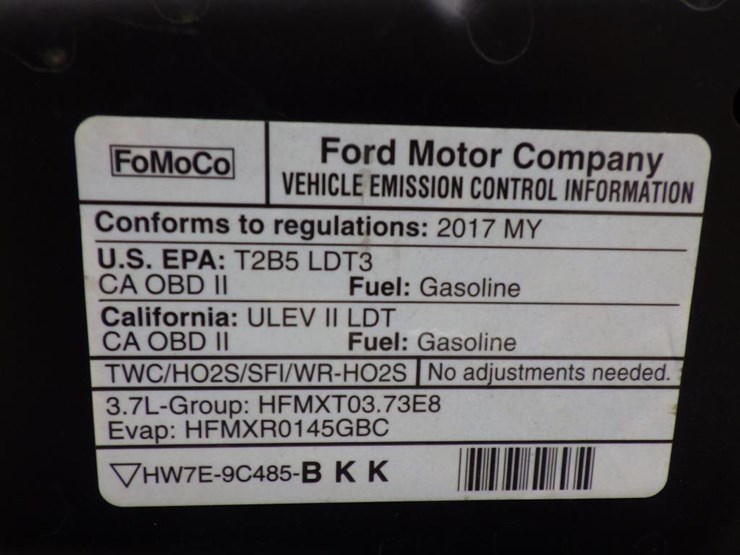 FoMoCo
Ford Motor Company
VEHICLE EMISSION CONTROL INFORMATION
Conforms to regulations: 2017 MY
U.S. EPA: T2B5 LDT3
CA OBD II Fuel: Gasoline
California: ULEV II LDT
CA OBD II Fuel: Gasoline
TWC/HO2S/SFI/WR-HO2S No adjustments needed.
3.7L-Group: HFMXT03.73E8
Evap: HFMXR0145GBC
▽HW7E-9C485-B K K